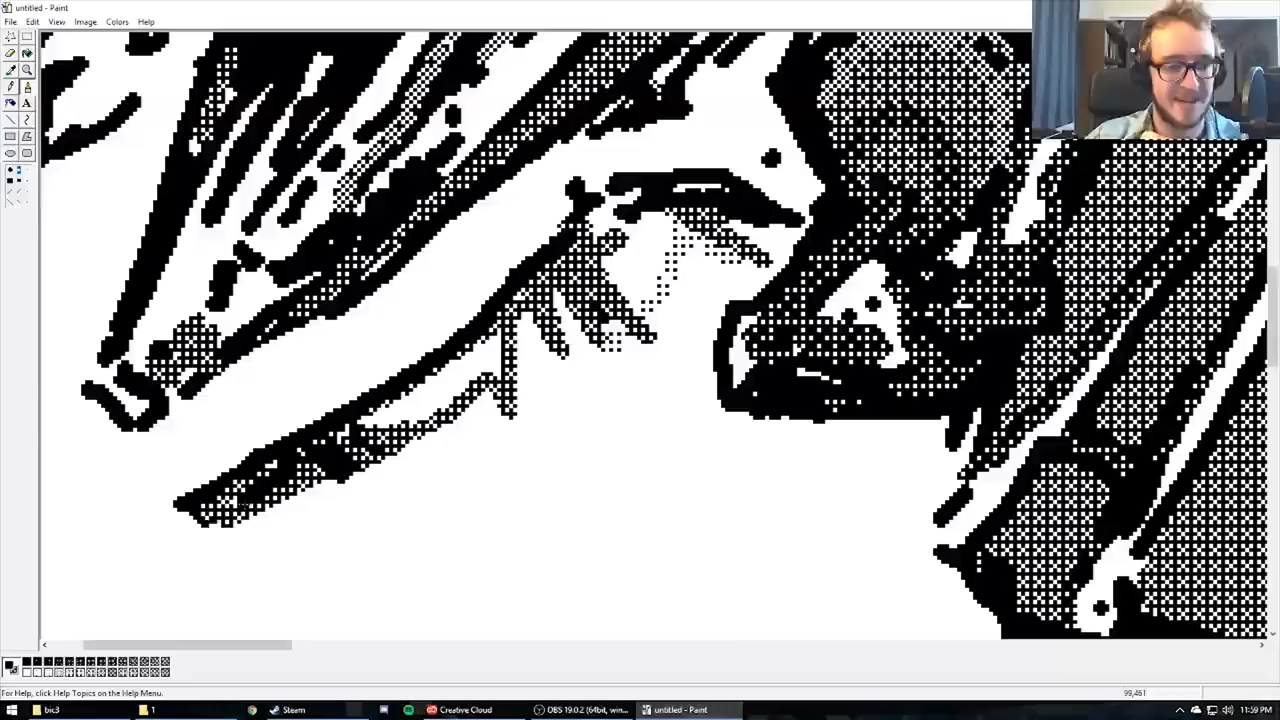 untitled - Paint
File Edit View Image Colors Help
A
For Help, click Help Topics on the Help Menu.
99,461
bic3
1
Steam
Creative Cloud
OBS 19.0.2 (64bit, win...
untitled - Paint
11:59 PM